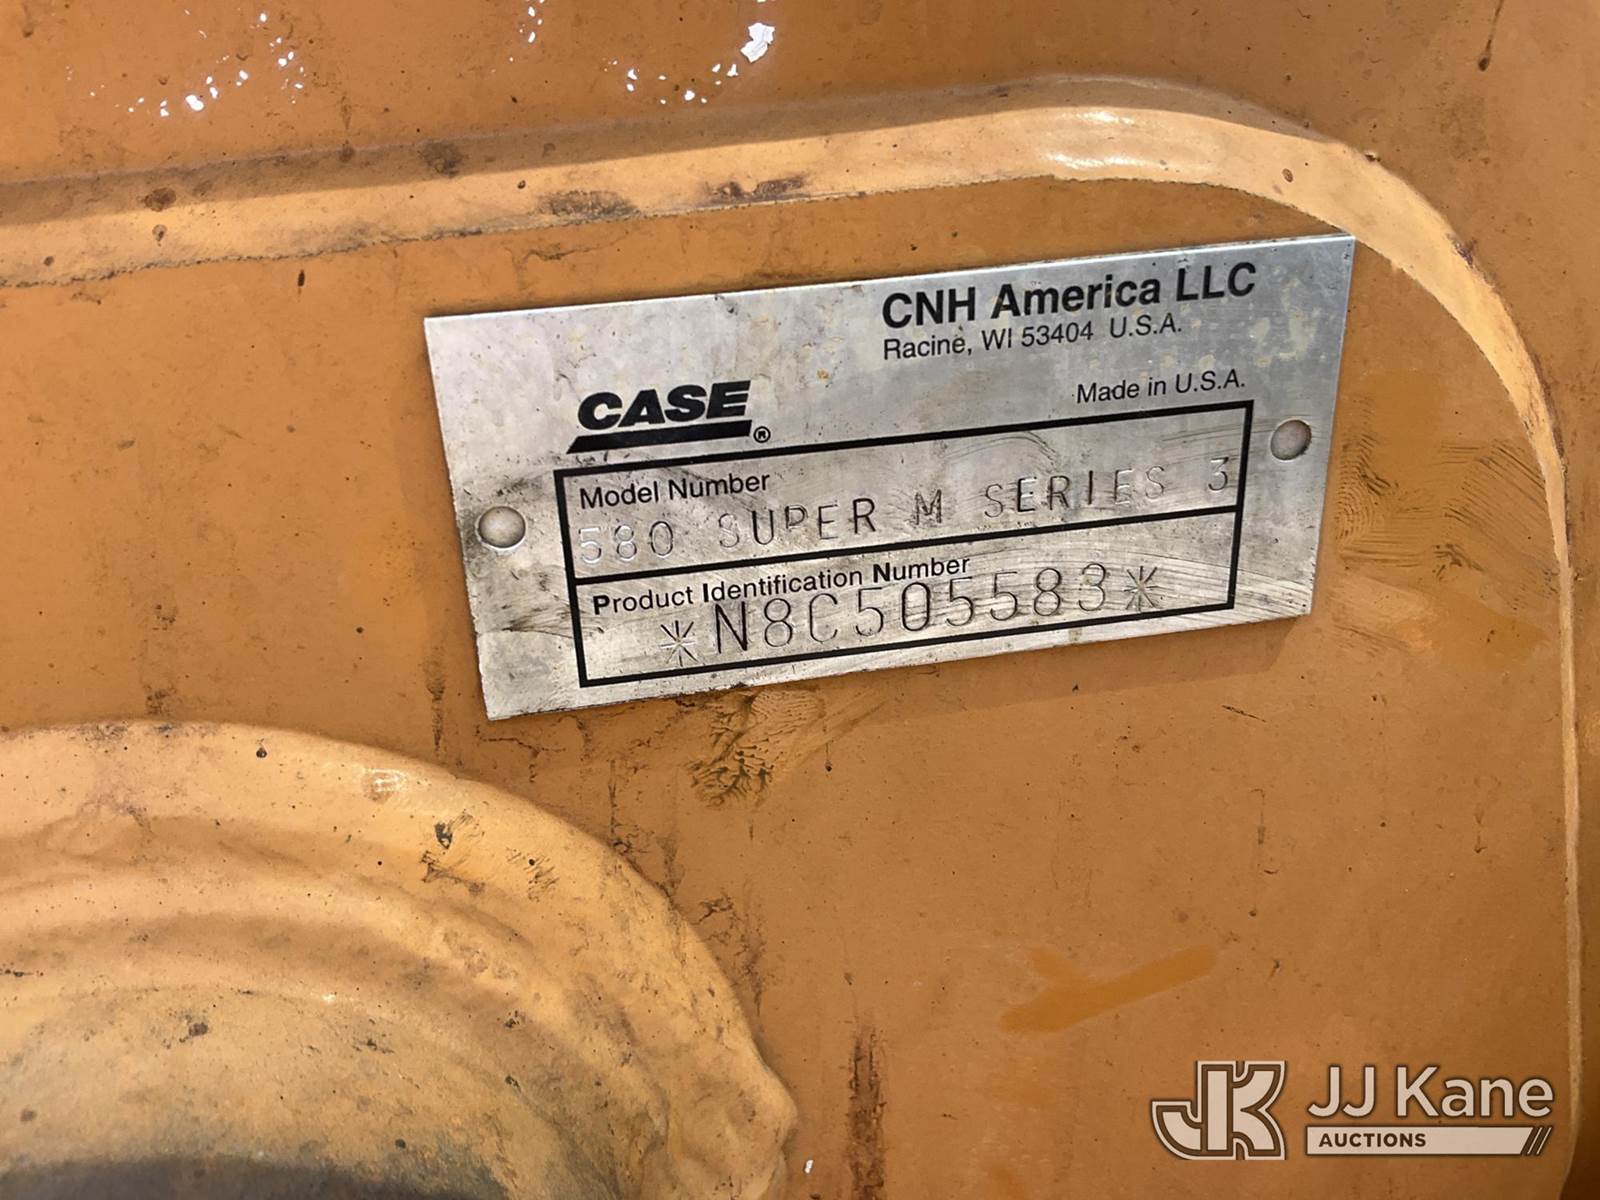 CNH America LLC
Racine, WI 53404 U.S.A.
Made in U.S.A.
CASE®
Model Number
580 SUPER M SERIES 3
Product Identification Number
*N8C505583*
JK JJ Kane
AUCTIONS